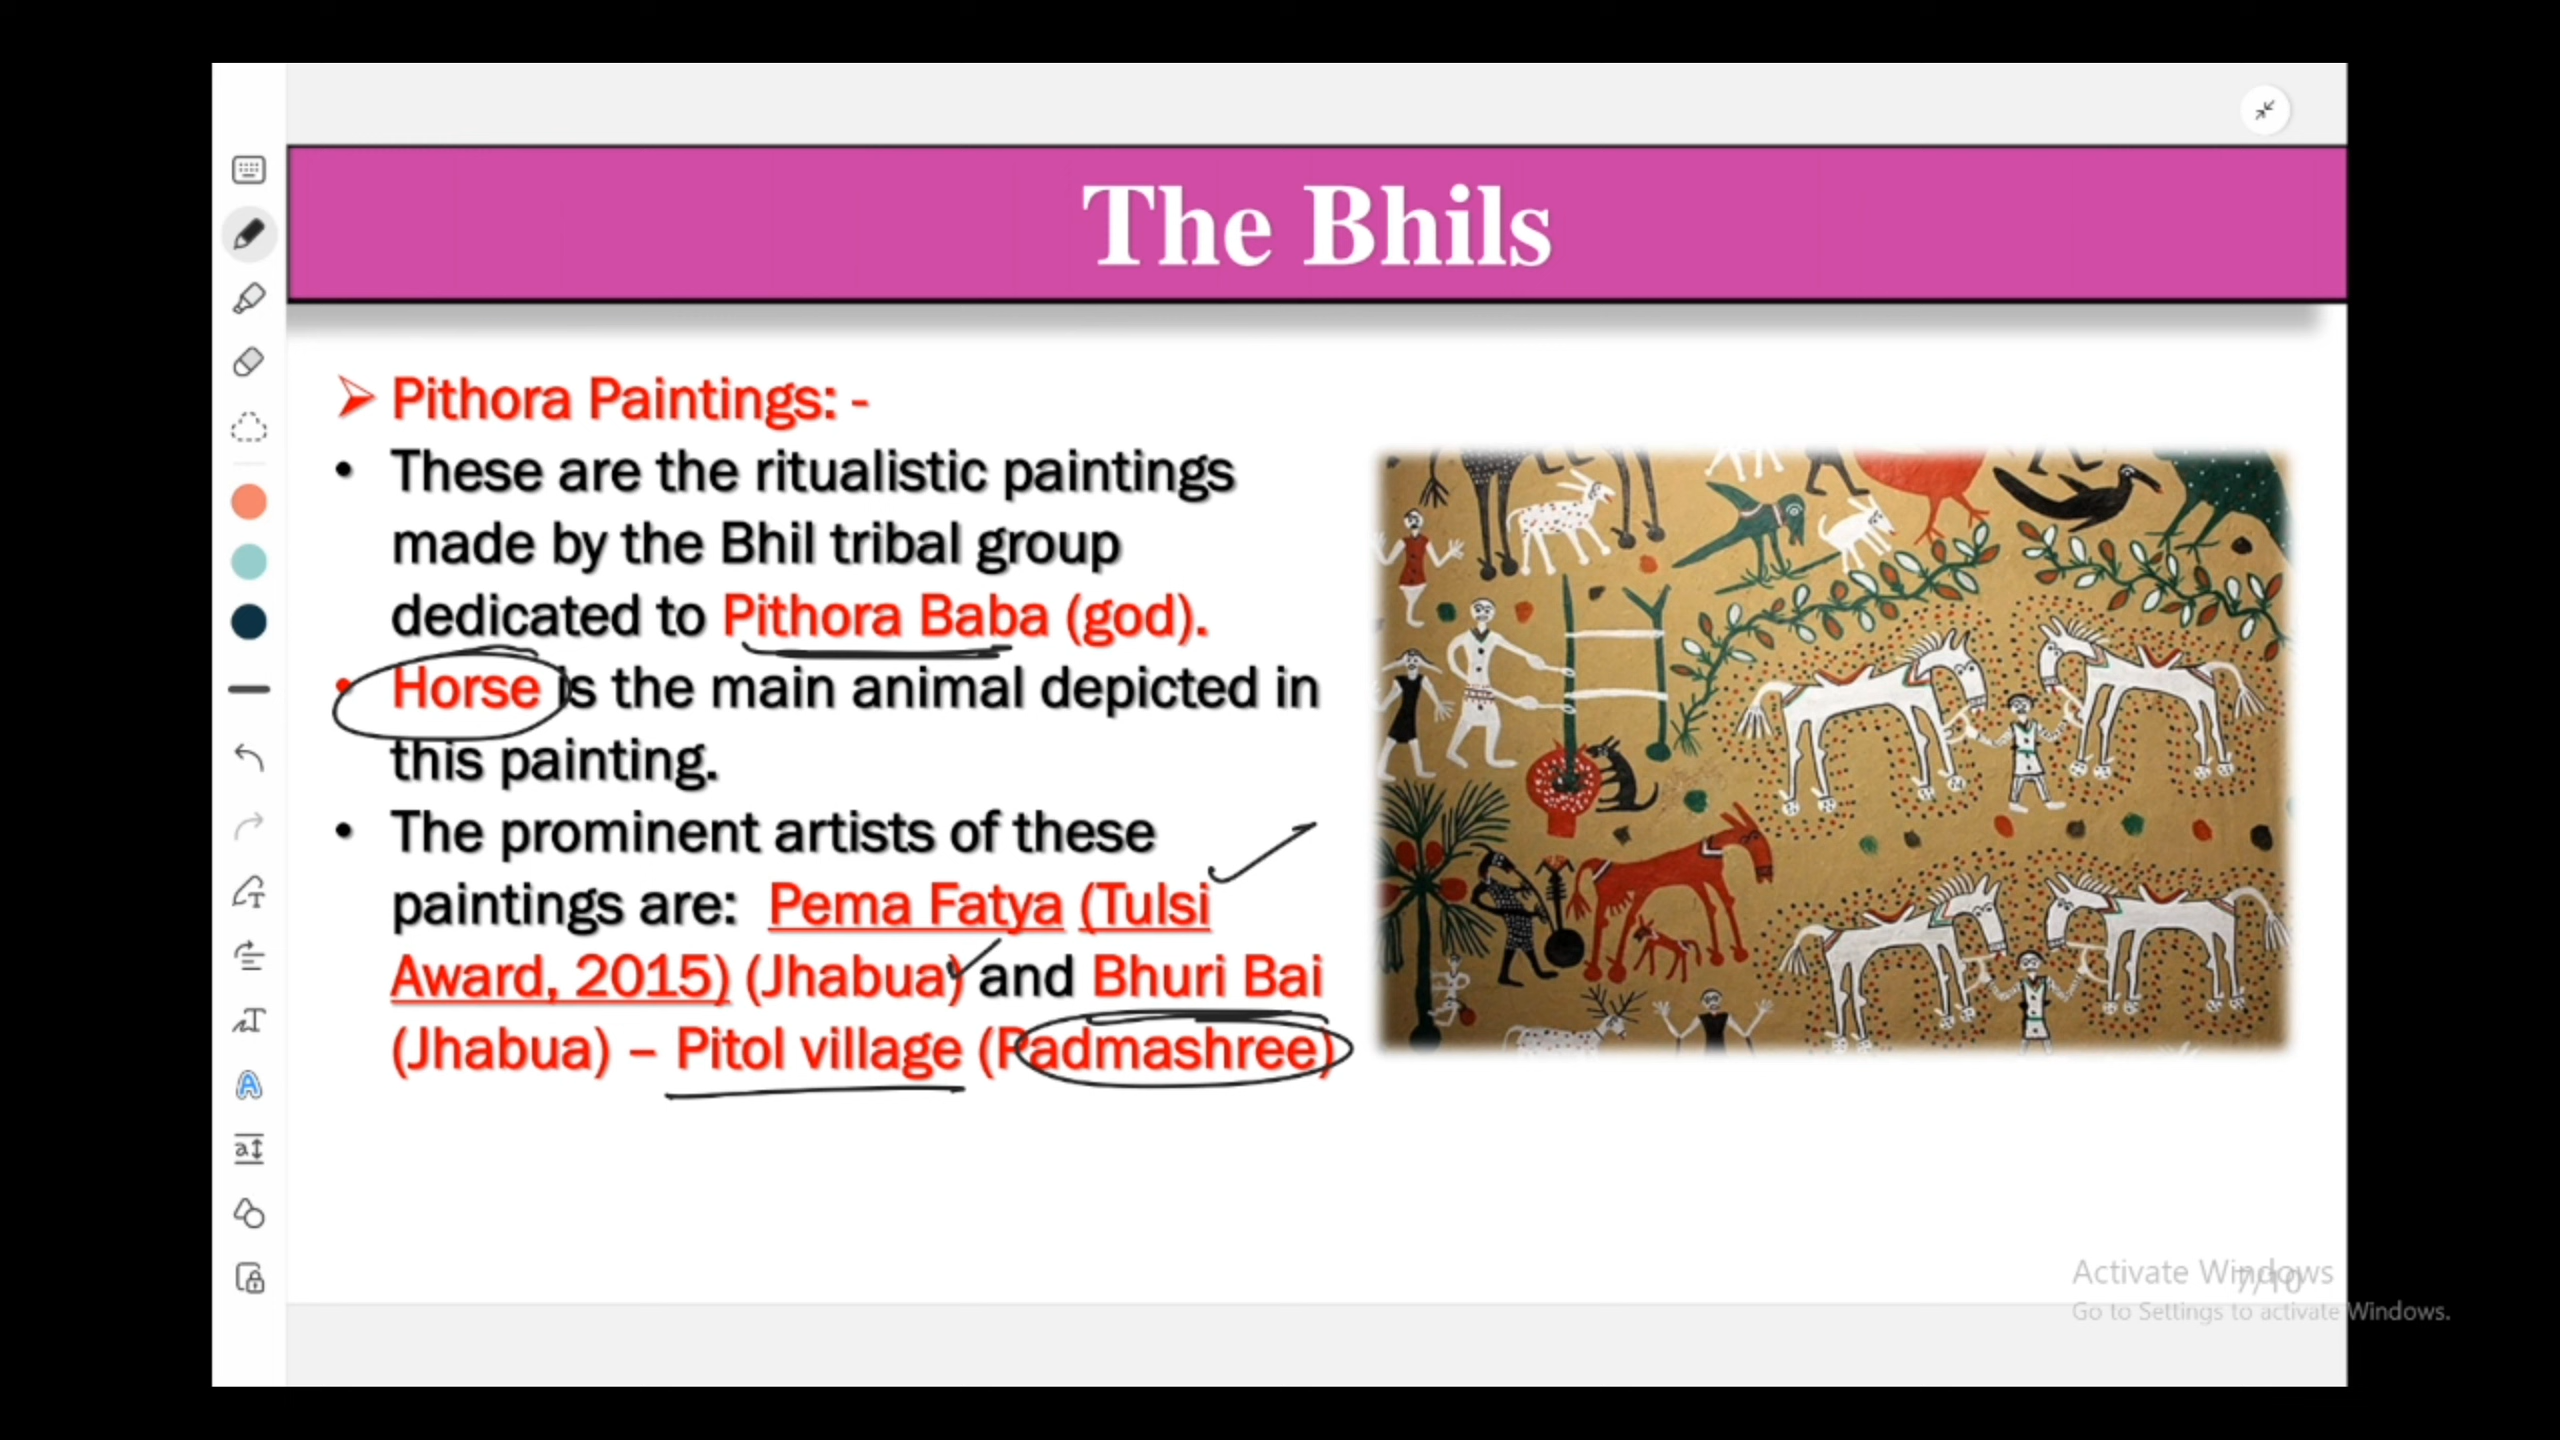 The Bhils
Pithora Paintings: -
• These are the ritualistic paintings
made by the Bhil tribal group
dedicated to Pithora Baba (god).
• Horse is the main animal depicted in
this painting.
• The prominent artists of these
paintings are: Pema Fatya (Tulsi
Award, 2015) (Jhabua) and Bhuri Bai
(Jhabua) – Pitol village (Padmashree)
Activate Windows
7/10
Go to Settings to activate Windows.